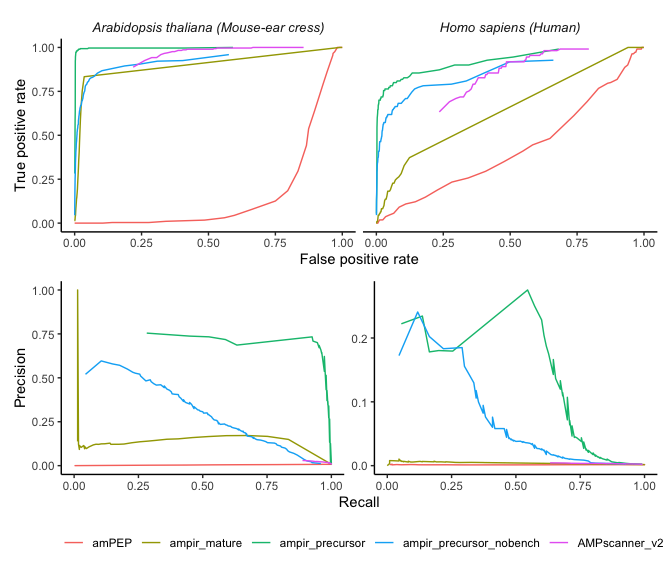 Arabidopsis thaliana (Mouse-ear cress) Homo sapiens (Human)
True positive rate
1.00
0.75
0.50
0.25
0.00
0.00 0.25 0.50 0.75 1.00 0.00 0.25 0.50 0.75 1.00
False positive rate
Precision
1.00
0.75
0.50
0.25
0.00
0.2
0.1
0.0
0.00 0.25 0.50 0.75 1.00 0.00 0.25 0.50 0.75 1.00
Recall
amPEP ampir_mature ampir_precursor ampir_precursor_nobench AMPscanner_v2